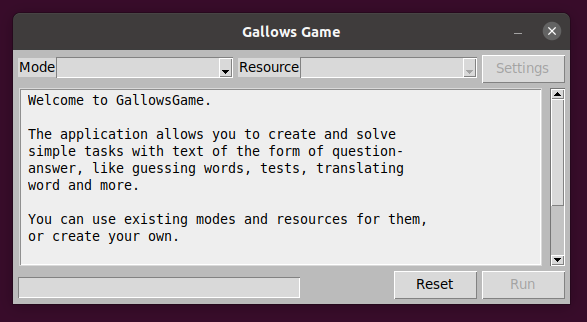 Gallows Game
Mode Resource Settings
Welcome to GallowsGame.
The application allows you to create and solve
simple tasks with text of the form of question-
answer, like guessing words, tests, translating
word and more.
You can use existing modes and resources for them,
or create your own.
Reset Run